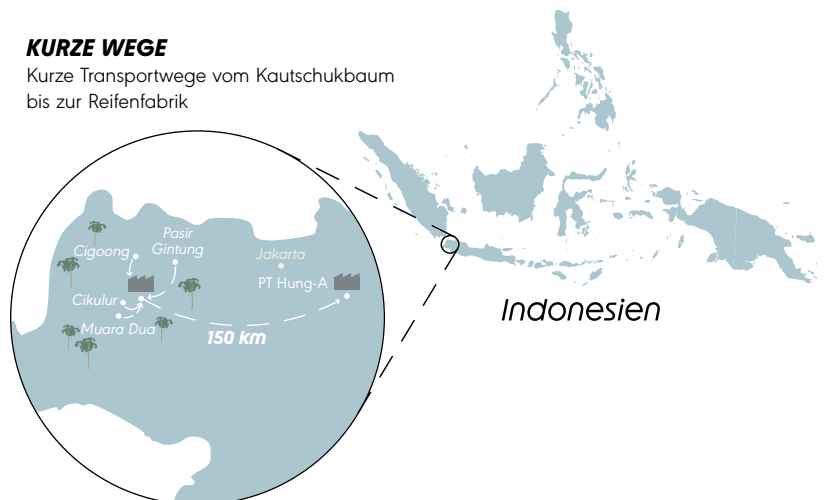 KURZE WEGE
Kurze Transportwege vom Kautschukbaum
bis zur Reifenfabrik
Cigoong
Pasir
Gintung
Jakarta
PT Hung-A
Cikulur
Muara Dua
150 km
Indonesien